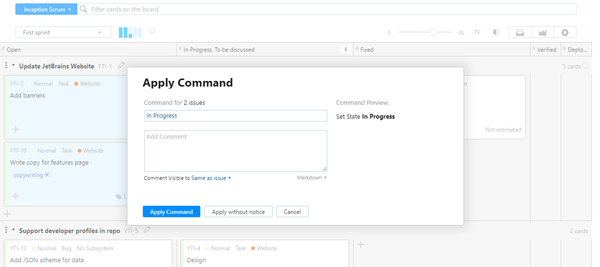 Inception Scrum
Filter cards on the board
First sprint
S
XL
TV
Open
In Progress, To be discussed
4
Fixed
Verified
Deplo...
Update JetBrains Website YTI-1
5 cards
YTI-2 Normal Task Website
Add banners
Not estimated
YTI-10 Normal Task Website
Write copy for features page
copywriting
1
Apply Command
Command for 2 issues
Command Preview:
in Progress
Set State In Progress
Add Comment
Comment Visible to Same as issue
Markdown
Apply Command
Apply without notice
Cancel
Support developer profiles in repo YTI-3
2 cards
YTI-12 Normal Bug No Subsystem
Add JSON scheme for data
YTI-4 Normal Task Website
Design